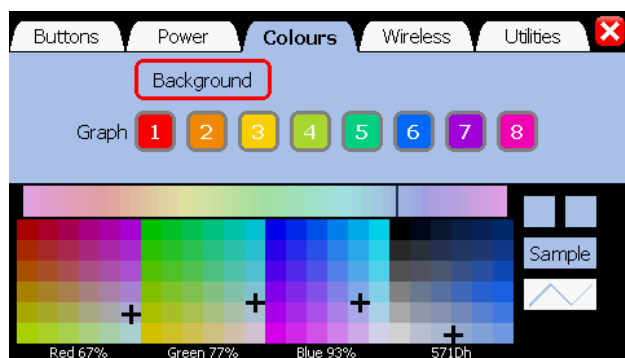 Buttons Power Colours Wireless Utilities
Background
Graph 1 2 3 4 5 6 7 8
Sample
Red 67% Green 77% Blue 93% 571Dh